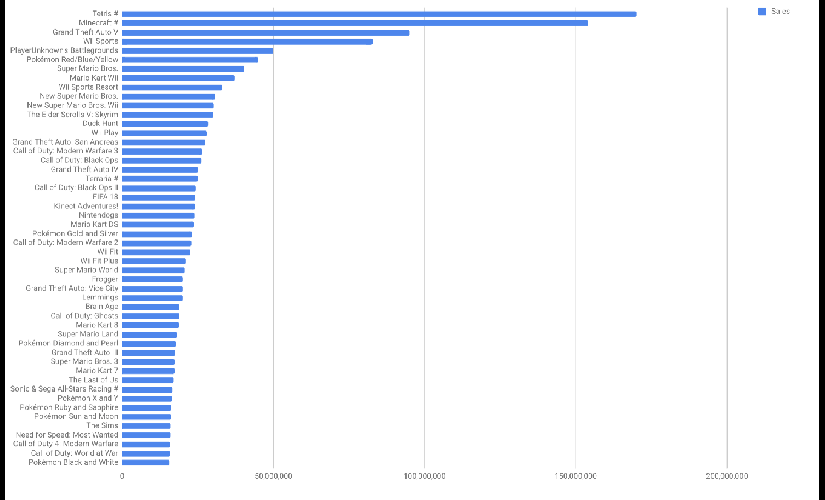 Tetris #
Sales
Minecraft #
Grand Theft Auto V
Wii Sports
PlayerUnknown's Battlegrounds
Pokémon Red/Blue/Yellow
Super Mario Bros.
Mario Kart Wii
Wii Sports Resort
New Super Mario Bros.
New Super Mario Bros. Wii
The Elder Scrolls V: Skyrim
Duck Hunt
Wii Play
Grand Theft Auto: San Andreas
Call of Duty: Modern Warfare 3
Call of Duty: Black Ops
Grand Theft Auto IV
Terraria #
Call of Duty: Black Ops II
FIFA 18
Kinect Adventures!
Nintendogs
Mario Kart DS
Pokémon Gold and Silver
Call of Duty: Modern Warfare 2
Wii Fit
Wii Fit Plus
Super Mario World
Frogger
Grand Theft Auto: Vice City
Lemmings
Brain Age
Call of Duty: Ghosts
Mario Kart 8
Super Mario Land
Pokémon Diamond and Pearl
Grand Theft Auto III
Super Mario Bros. 3
Mario Kart 7
The Last of Us
Sonic & Sega All-Stars Racing #
Pokémon X and Y
Pokémon Ruby and Sapphire
Pokémon Sun and Moon
The Sims
Need for Speed: Most Wanted
Call of Duty 4: Modern Warfare
Call of Duty: World at War
Pokémon Black and White
0
50,000,000
100,000,000
150,000,000
200,000,000